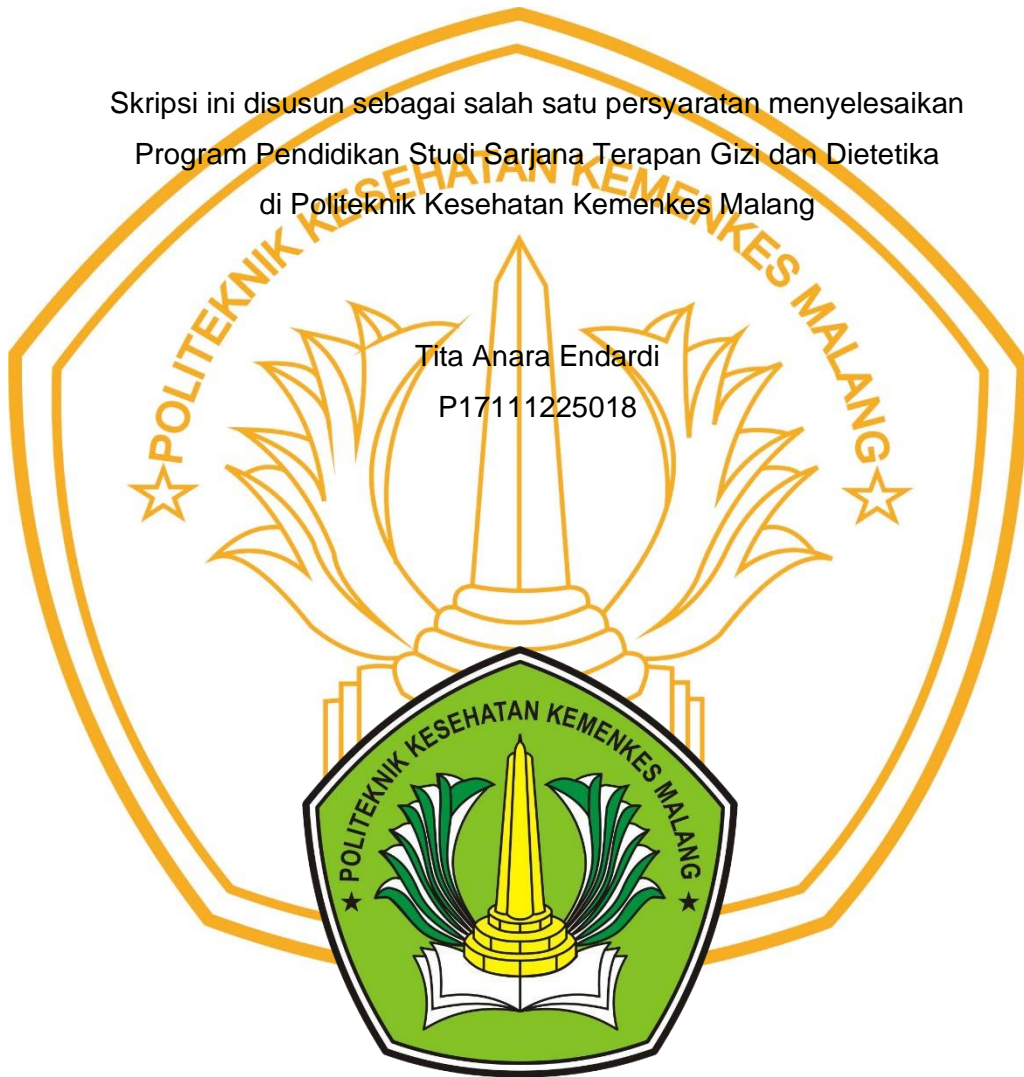 Skripsi ini disusun sebagai salah satu persyaratan menyelesaikan
Program Pendidikan Studi Sarjana Terapan Gizi dan Dietetika
di Politeknik Kesehatan Kemenkes Malang
POLITEKNIK KESEHATAN KEMENKES MALANG
Tita Anara Endardi
P17111225018
POLITEKNIK KESEHATAN KEMENKES MALANG